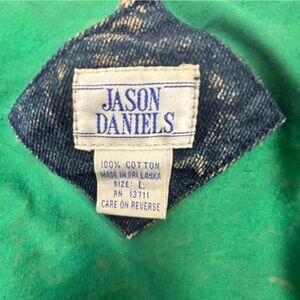 JASON
DANIELS
100% COTTON
MADE IN SRI LANKA
SIZE: L
RN 13711
CARE ON REVERSE